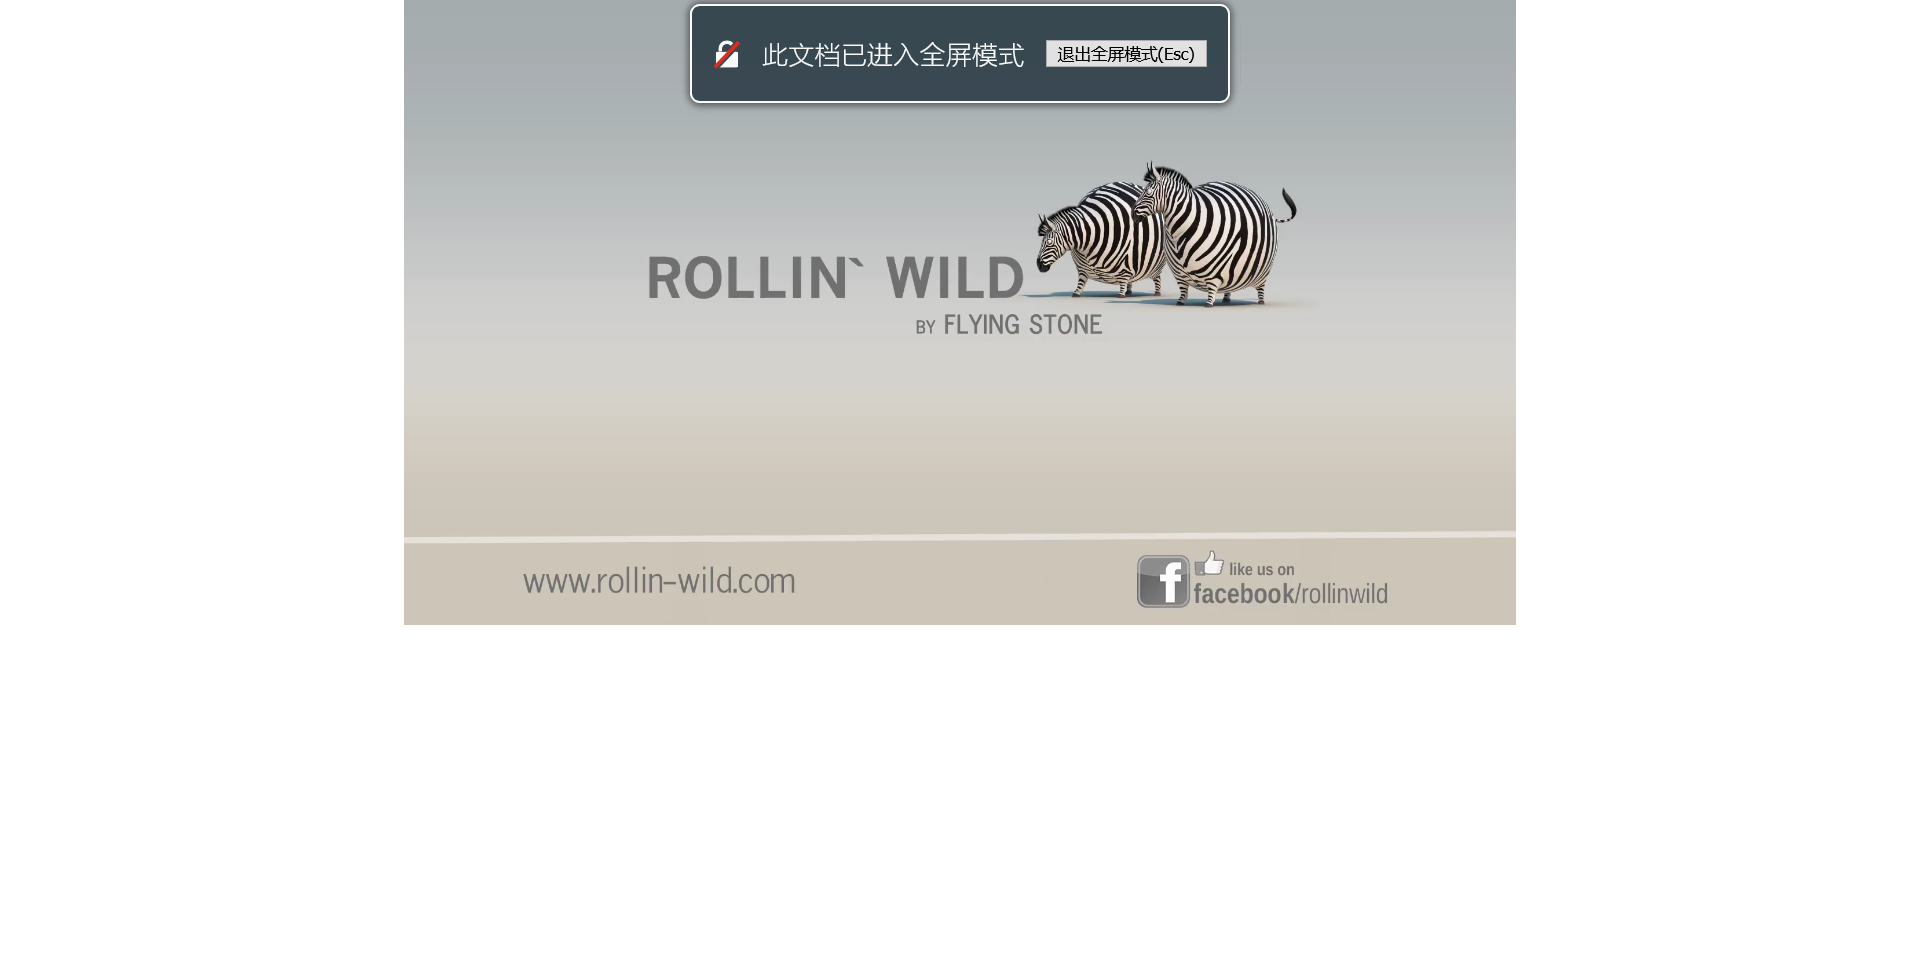 此文档已进入全屏模式
退出全屏模式(Esc)
ROLLIN` WILD
BY FLYING STONE
www.rollin-wild.com
f
like us on
facebook/rollinwild